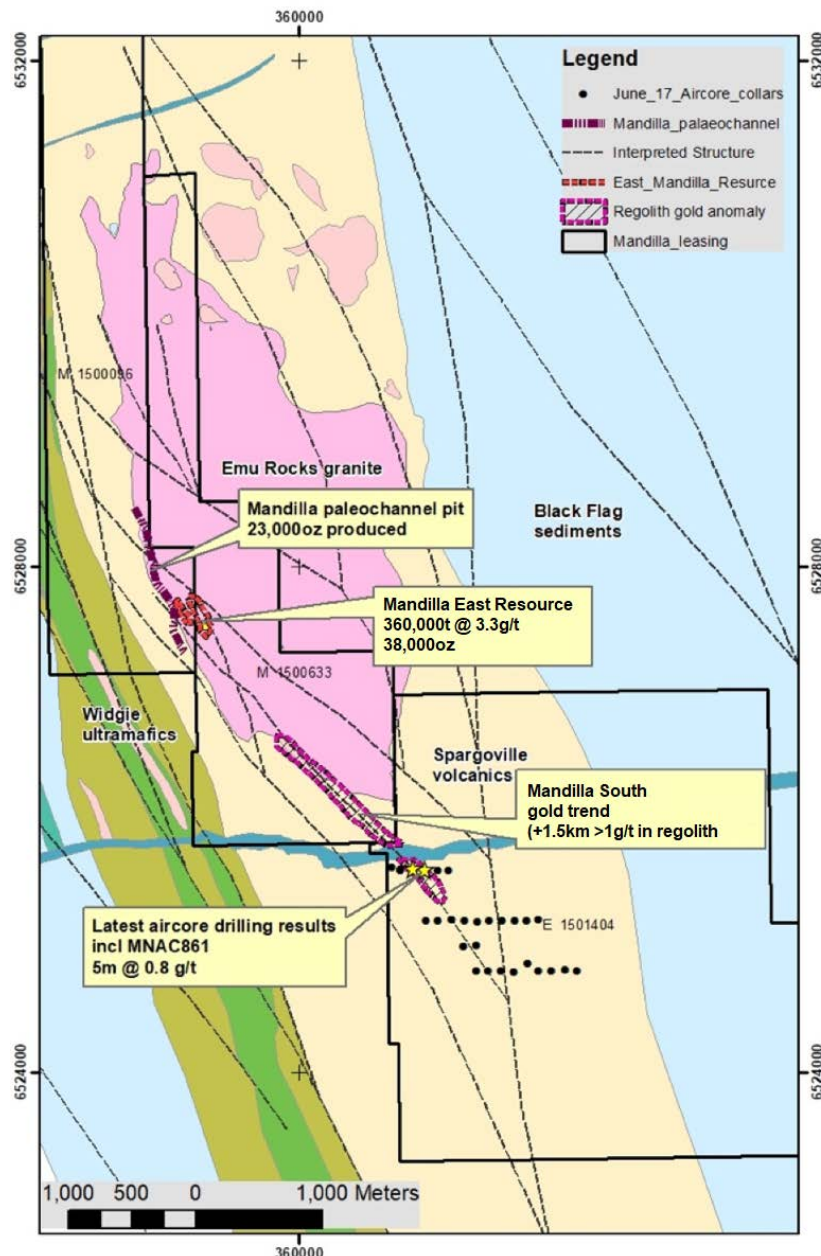 360000
6532000
6532000
Legend
June_17_Aircore_collars
Mandilla_palaeochannel
Interpreted Structure
East_Mandilla_Resurce
Regolith gold anomaly
Mandilla_leasing
M 1500096
Emu Rocks granite
Mandilla paleochannel pit
23,000oz produced
Black Flag
sediments
6528000
6528000
Mandilla East Resource
360,000t @ 3.3g/t
38,000oz
M 1500633
Widgie
ultramafics
Spargoville
volcanics
Mandilla South
gold trend
(+1.5km >1g/t in regolith
Latest aircore drilling results
incl MNAC861
5m @ 0.8 g/t
E 1501404
6524000
6524000
1,000 500 0 1,000 Meters
360000